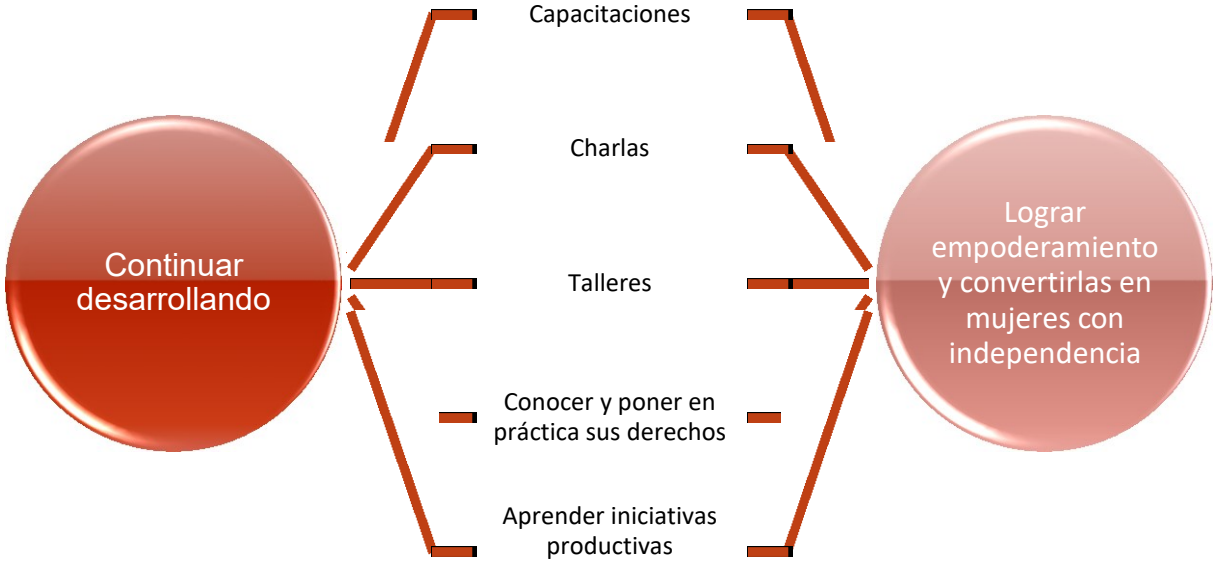 Capacitaciones
Charlas
Continuar
desarrollando
Talleres
Conocer y poner en
práctica sus derechos
Aprender iniciativas
productivas
Lograr
empoderamiento
y convertirlas en
mujeres con
independencia